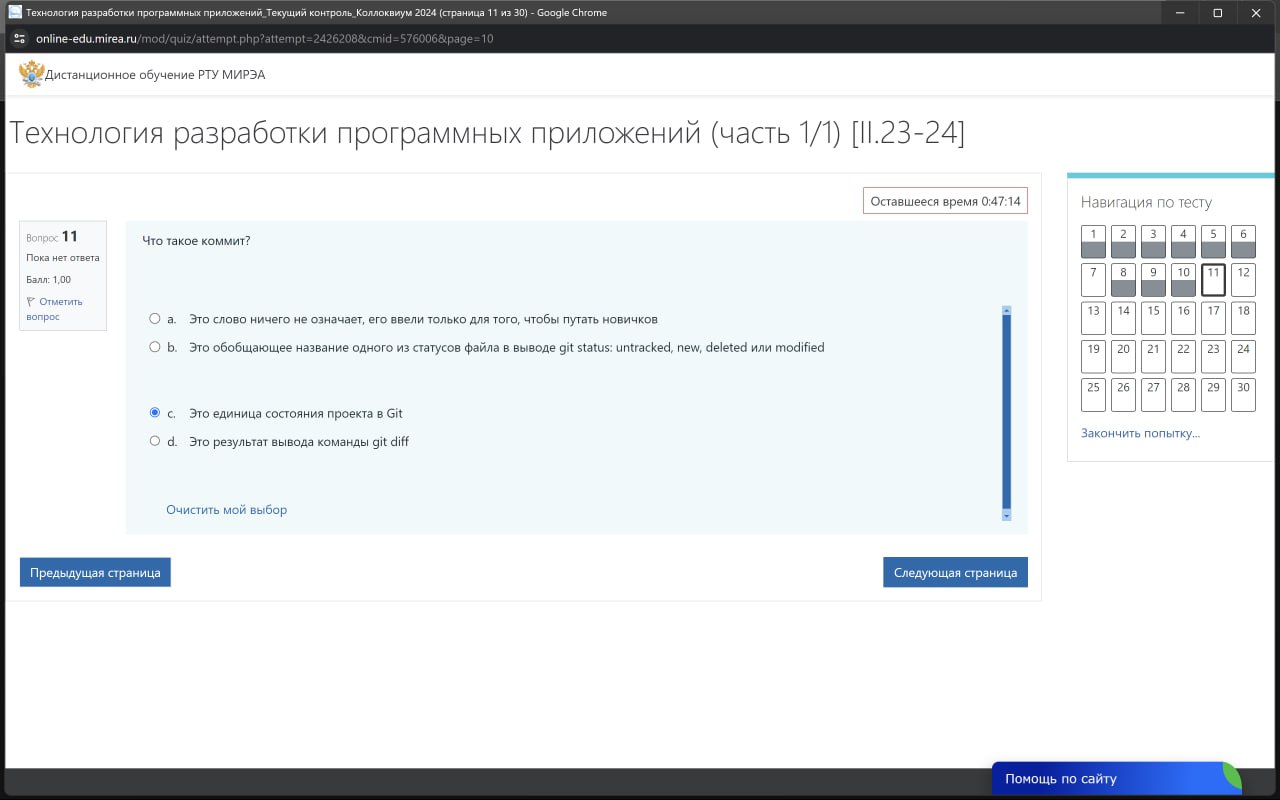 Технология разработки программных приложений_Текущий контроль_Коллоквиум 2024 (страница 11 из 30) - Google Chrome
online-edu.mirea.ru/mod/quiz/attempt.php?attempt=2426208&cmid=576006&page=10
Дистанционное обучение РТУ МИРЭА
Технология разработки программных приложений (часть 1/1) [II.23-24]
Оставшееся время 0:47:14
Вопрос 11
Пока нет ответа
Балл: 1,00
Отметить
вопрос
Что такое коммит?
a. Это слово ничего не означает, его ввели только для того, чтобы путать новичков
b. Это обобщающее название одного из статусов файла в выводе git status: untracked, new, deleted или modified
c. Это единица состояния проекта в Git
d. Это результат вывода команды git diff
Очистить мой выбор
Предыдущая страница
Следующая страница
Навигация по тесту
1 2 3 4 5 6
7 8 9 10 11 12
13 14 15 16 17 18
19 20 21 22 23 24
25 26 27 28 29 30
Закончить попытку...
Помощь по сайту